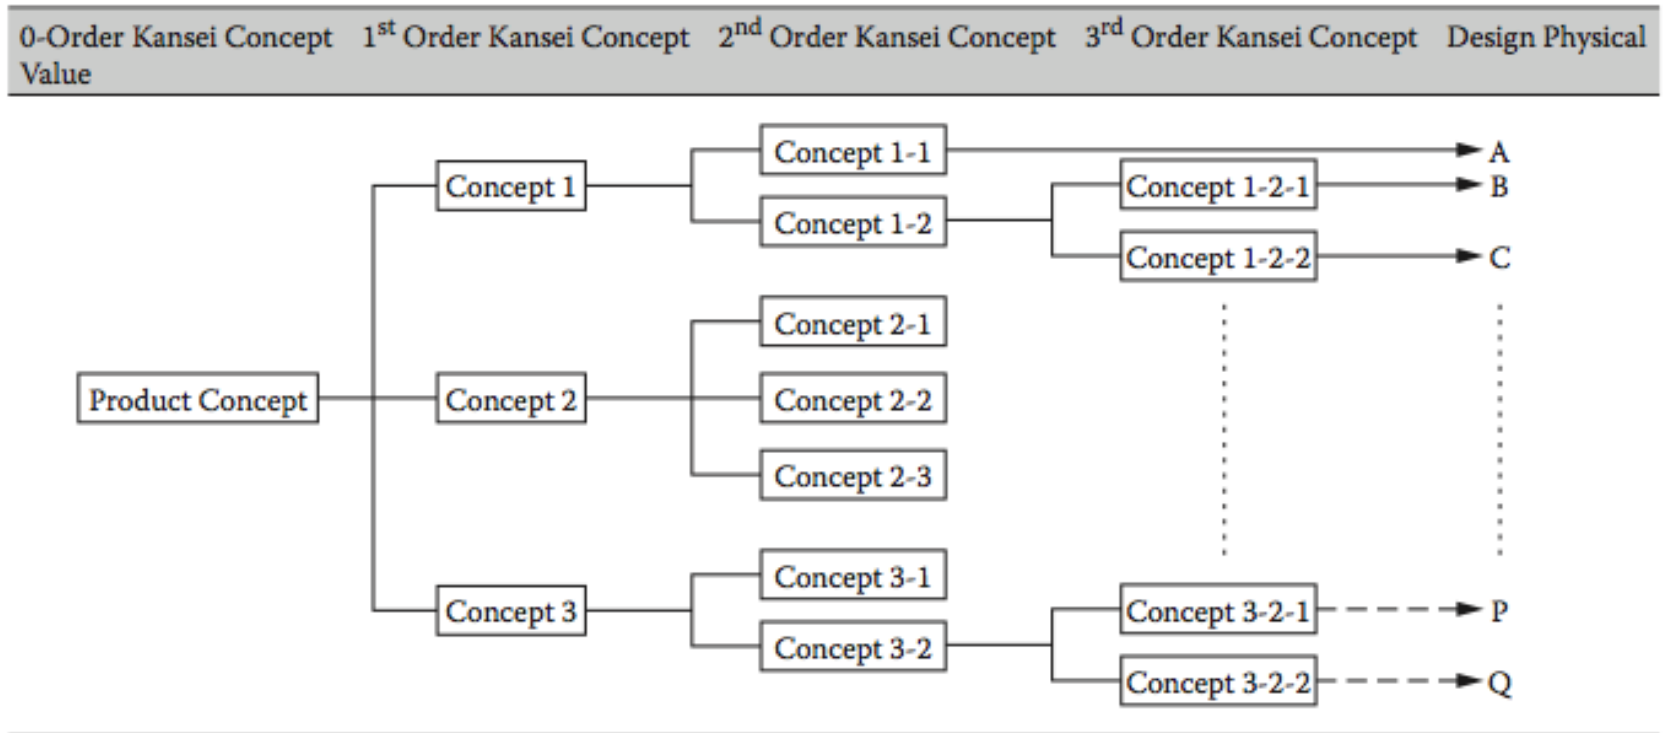 0-Order Kansei Concept 1st Order Kansei Concept 2nd Order Kansei Concept 3rd Order Kansei Concept Design Physical
Value
Concept 1-1
A
Concept 1
Concept 1-2-1
B
Concept 1-2
Concept 1-2-2
C
Concept 2-1
Product Concept
Concept 2
Concept 2-2
Concept 2-3
Concept 3-1
Concept 3
Concept 3-2-1
P
Concept 3-2
Concept 3-2-2
Q